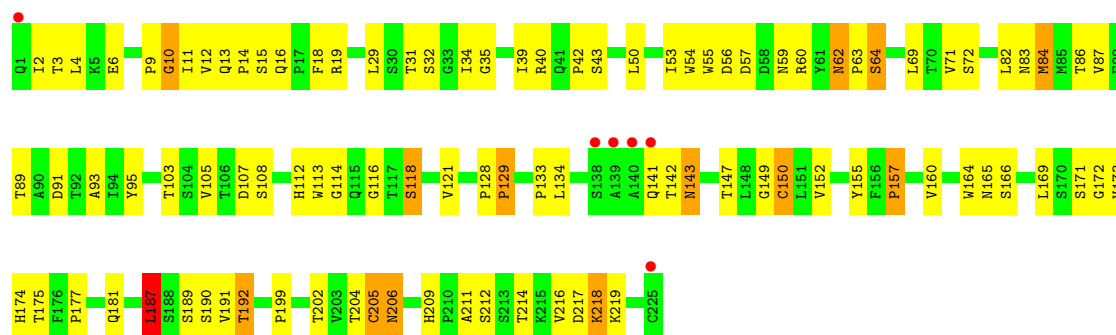 Q1 I2 T3 L4 K5 E6 P9 G10 I11 V12 Q13 P14 S15 Q16 P17 F18 R19 L29 S30 T31 S32 G33 I34 G35 I39 R40 Q41 P42 S43 L50 I53 W54 W55 D56 D57 D58 N59 R60 Y61 N62 P63 S64 L69 T70 V71 S72 L82 N83 M84 M85 T86 V87
T89 A90 D91 T92 A93 I94 Y95 T103 S104 V105 T106 D107 S108 H112 W113 G114 Q115 G116 T117 S118 V121 P128 P129 P133 L134 S138 A139 A140 Q141 T142 N143 T147 L148 G149 C150 L151 V152 Y155 F156 P157 V160 W164 N165 S166 L169 S170 S171 G172
H174 T175 F176 P177 Q181 L187 S188 S189 S190 V191 T192 P199 T202 V203 T204 C205 N206 H209 P210 A211 S212 S213 T214 K215 V216 D217 K218 K219 C225